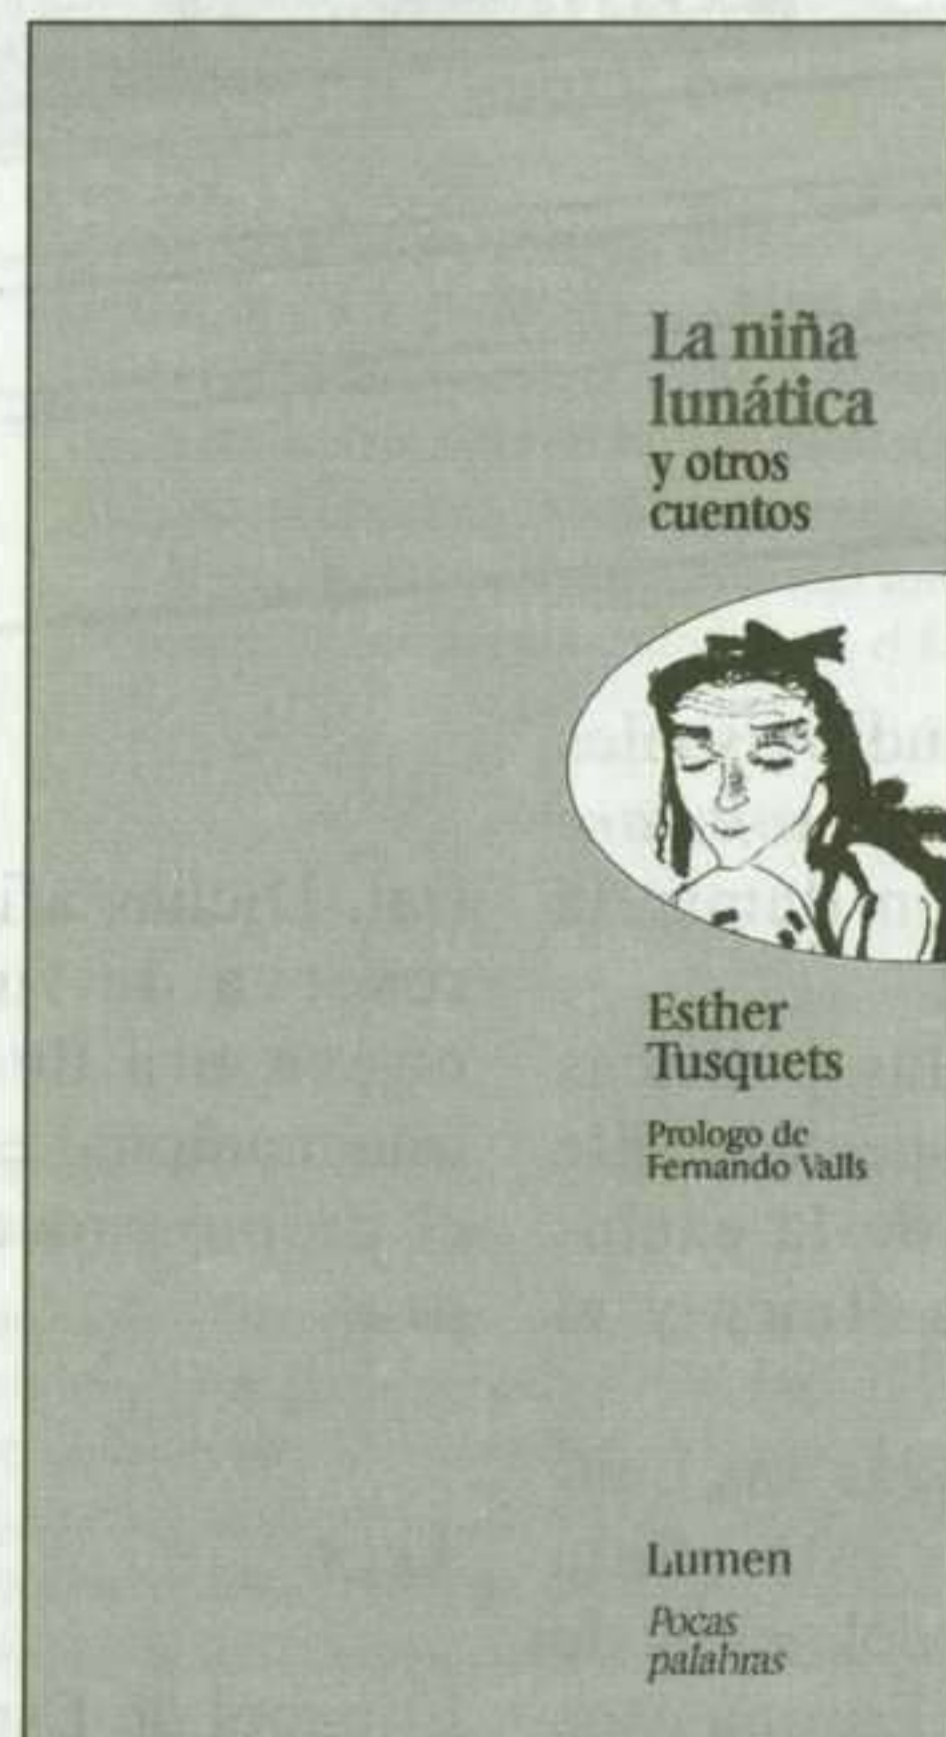 La niña
lunática
y otros
cuentos
Esther
Tusquets
Prologo de
Fernando Valls
Lumen
Pocas
palabras